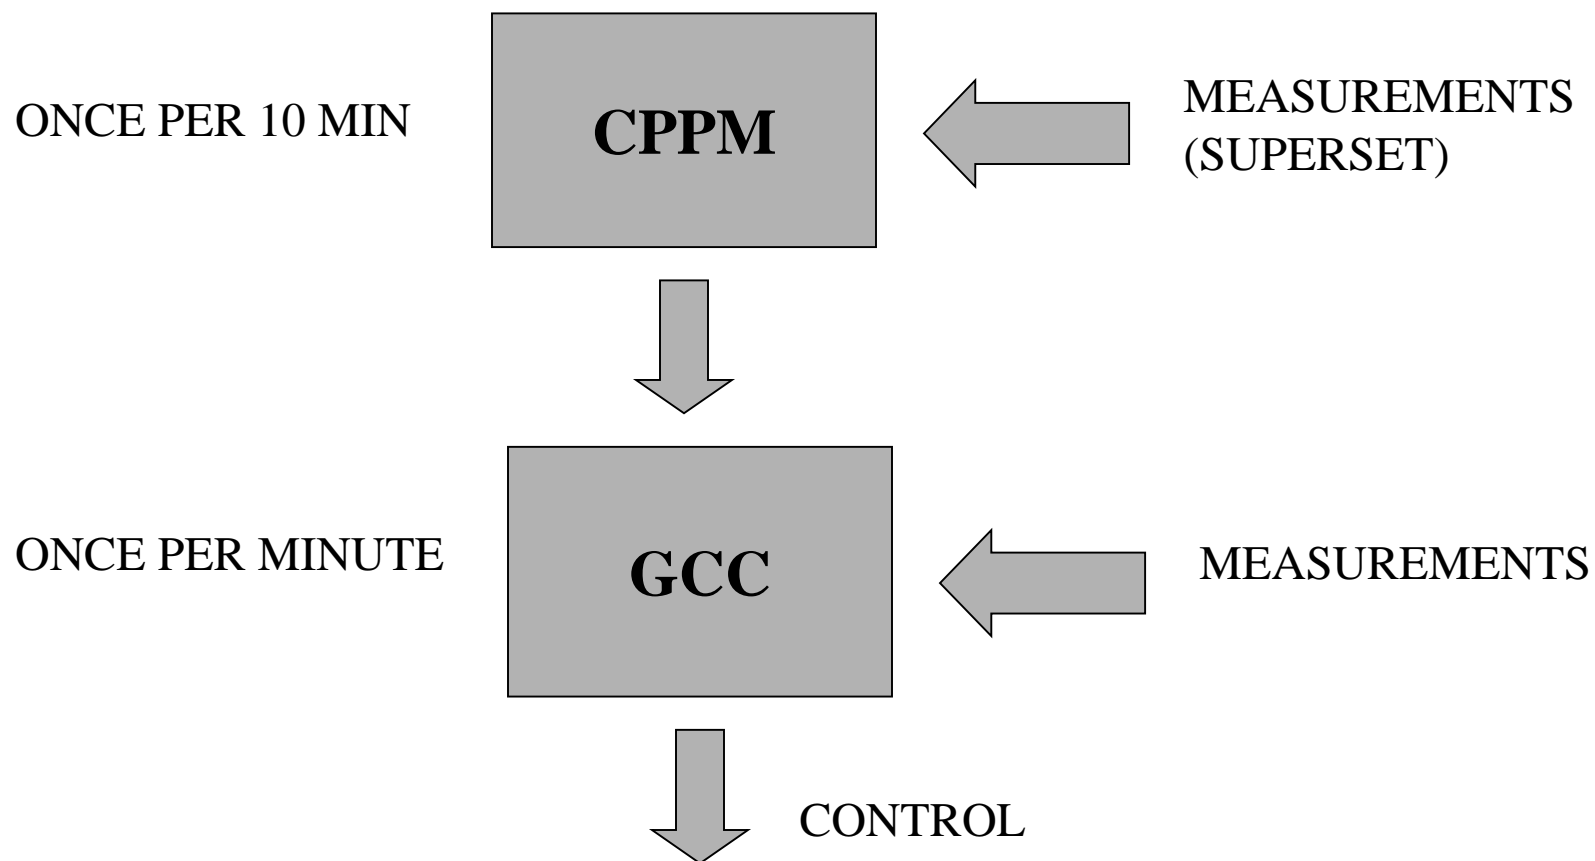 ONCE PER 10 MIN
CPPM
MEASUREMENTS
(SUPERSET)
ONCE PER MINUTE
GCC
MEASUREMENTS
CONTROL